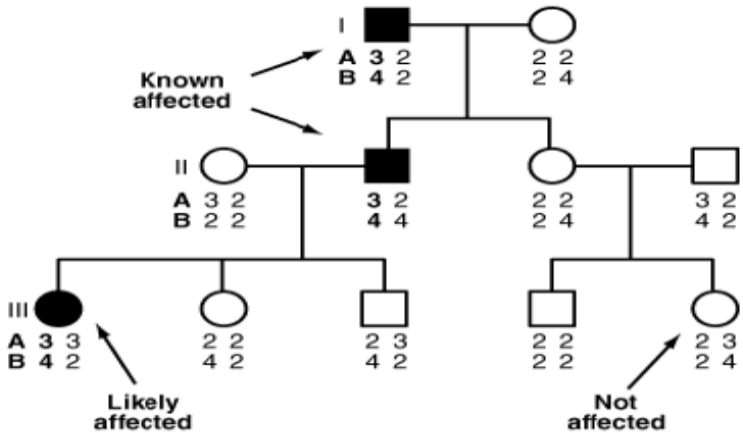 I
A 3 2 2 2
B 4 2 2 4
Known
affected
II
A 3 2 3 2 2 2 3 2
B 2 2 4 4 2 4 4 2
III
A 3 3 2 2 2 3 2 2 2 3
B 4 2 4 2 4 2 2 2 2 4
Likely
affected
Not
affected